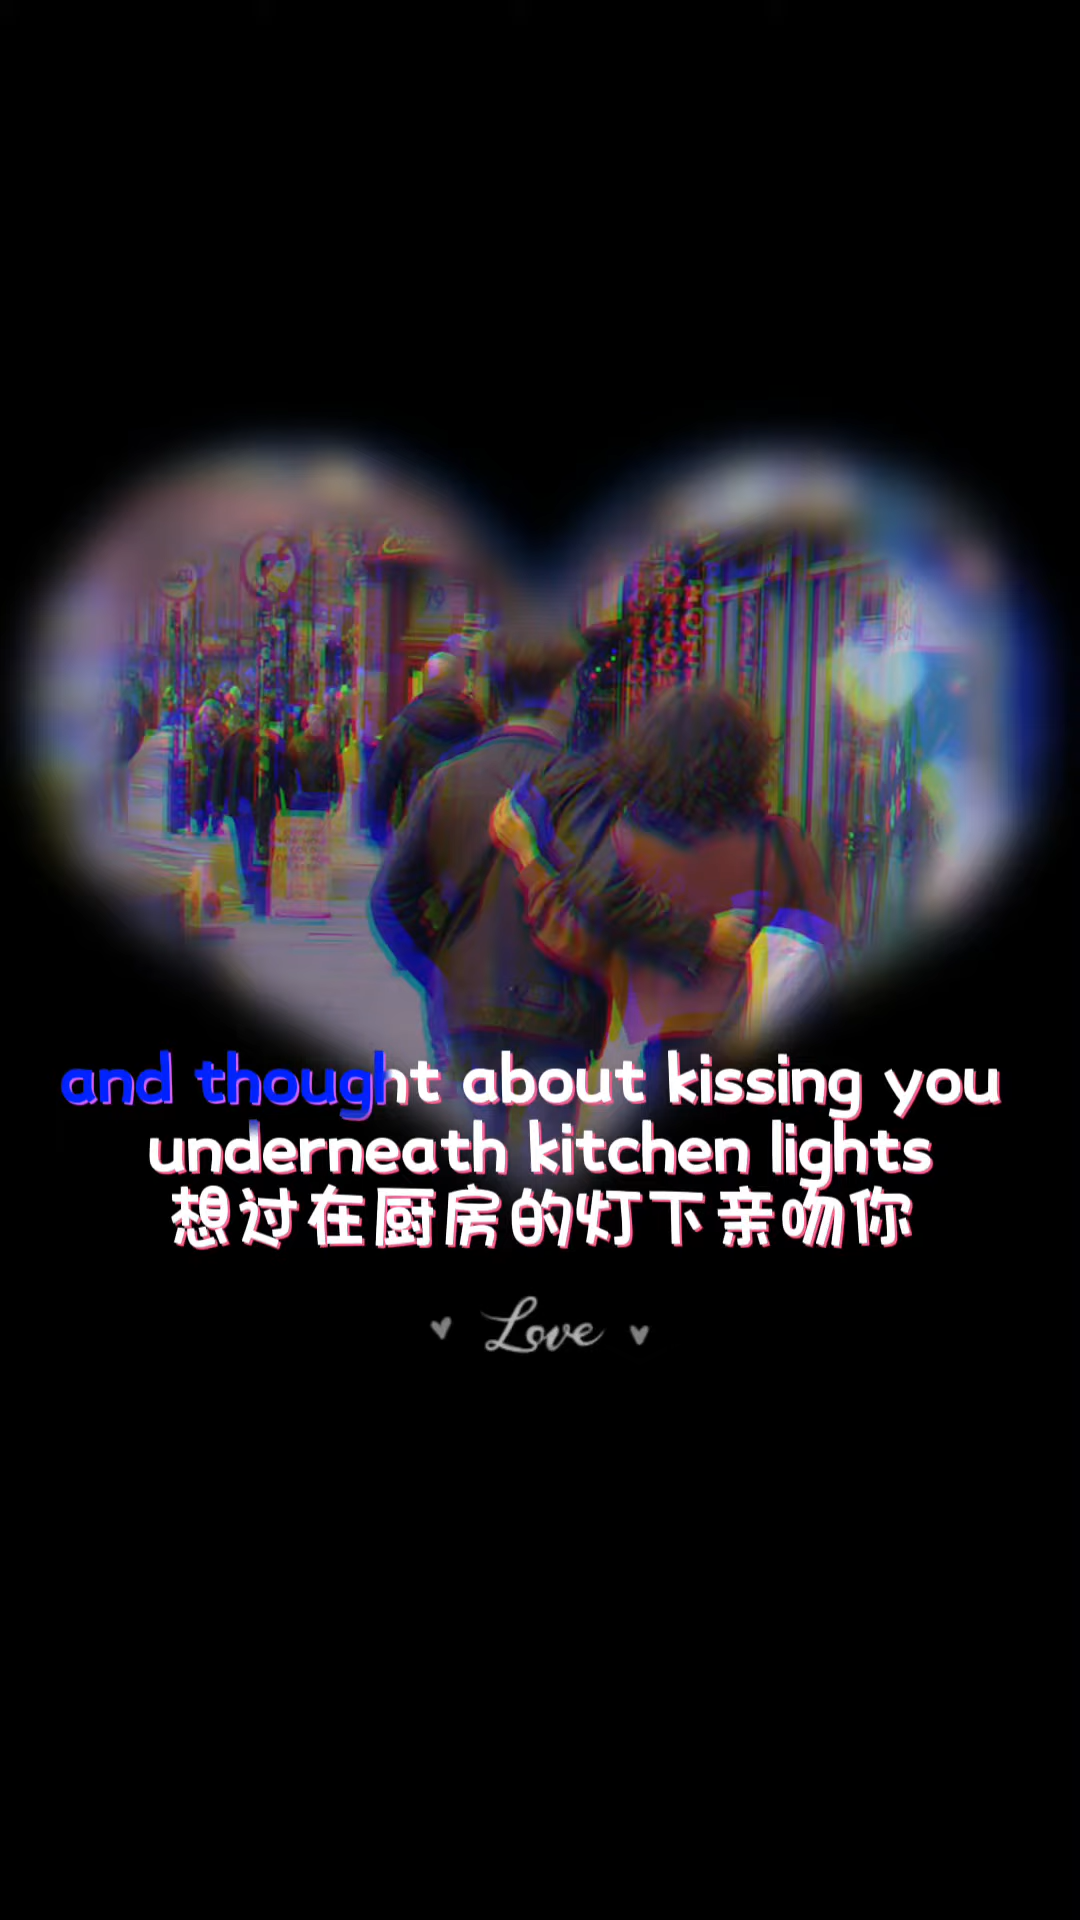 and thought about kissing you
underneath kitchen lights
想过在厨房的灯下亲吻你
Love